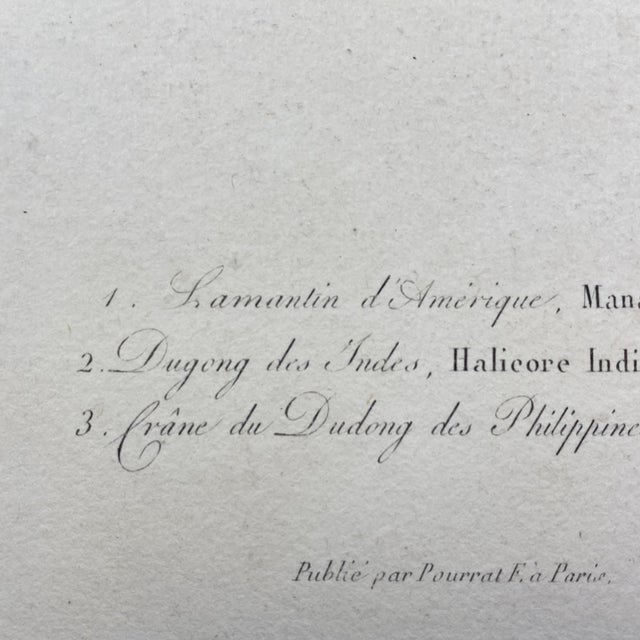 1. Lamantin d'Amérique, Mana
2. Dugong des Indes, Halicore Indi
3. Crâne du Dudong des Philippine
Publié par Pourrat F. à Paris.